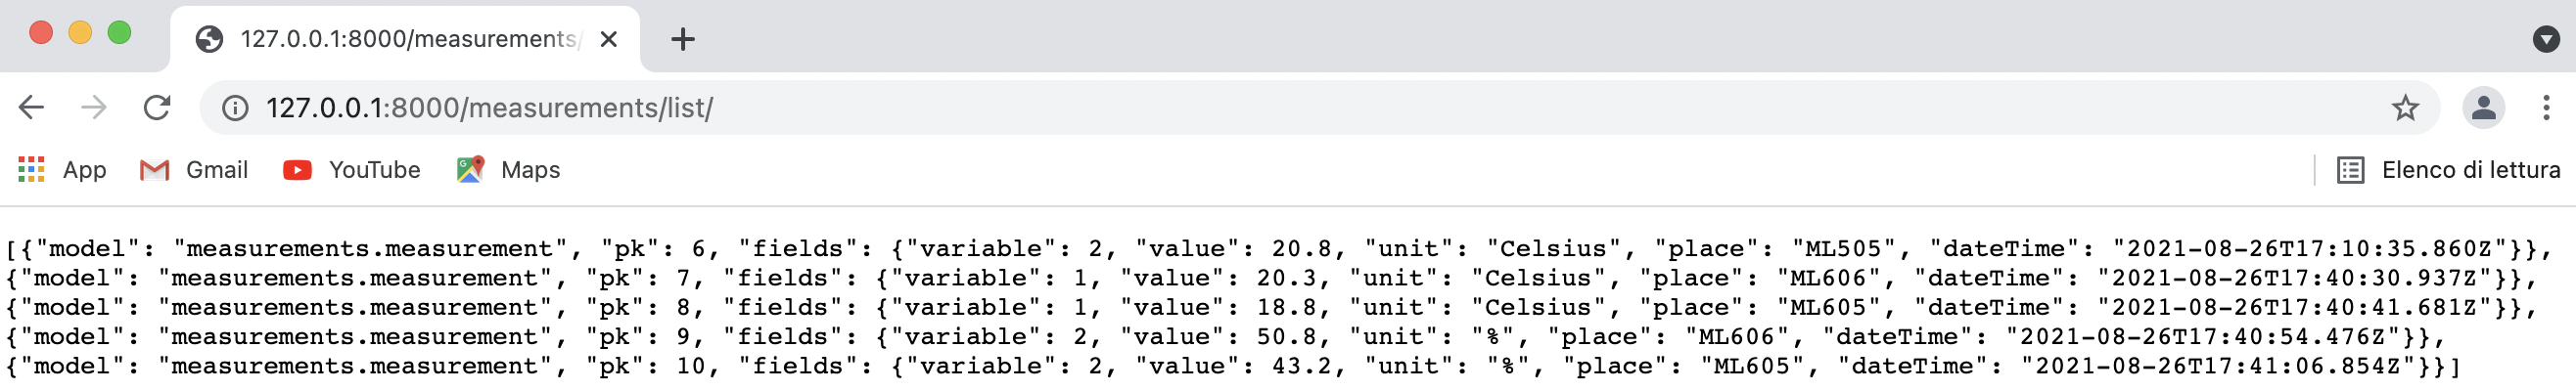 127.0.0.1:8000/measurements/
127.0.0.1:8000/measurements/list/
App Gmail YouTube Maps Elenco di lettura
[{"model": "measurements.measurement", "pk": 6, "fields": {"variable": 2, "value": 20.8, "unit": "Celsius", "place": "ML505", "dateTime": "2021-08-26T17:10:35.860Z"}},
{"model": "measurements.measurement", "pk": 7, "fields": {"variable": 1, "value": 20.3, "unit": "Celsius", "place": "ML606", "dateTime": "2021-08-26T17:40:30.937Z"}},
{"model": "measurements.measurement", "pk": 8, "fields": {"variable": 1, "value": 18.8, "unit": "Celsius", "place": "ML605", "dateTime": "2021-08-26T17:40:41.681Z"}},
{"model": "measurements.measurement", "pk": 9, "fields": {"variable": 2, "value": 50.8, "unit": "%", "place": "ML606", "dateTime": "2021-08-26T17:40:54.476Z"}},
{"model": "measurements.measurement", "pk": 10, "fields": {"variable": 2, "value": 43.2, "unit": "%", "place": "ML605", "dateTime": "2021-08-26T17:41:06.854Z"}}]